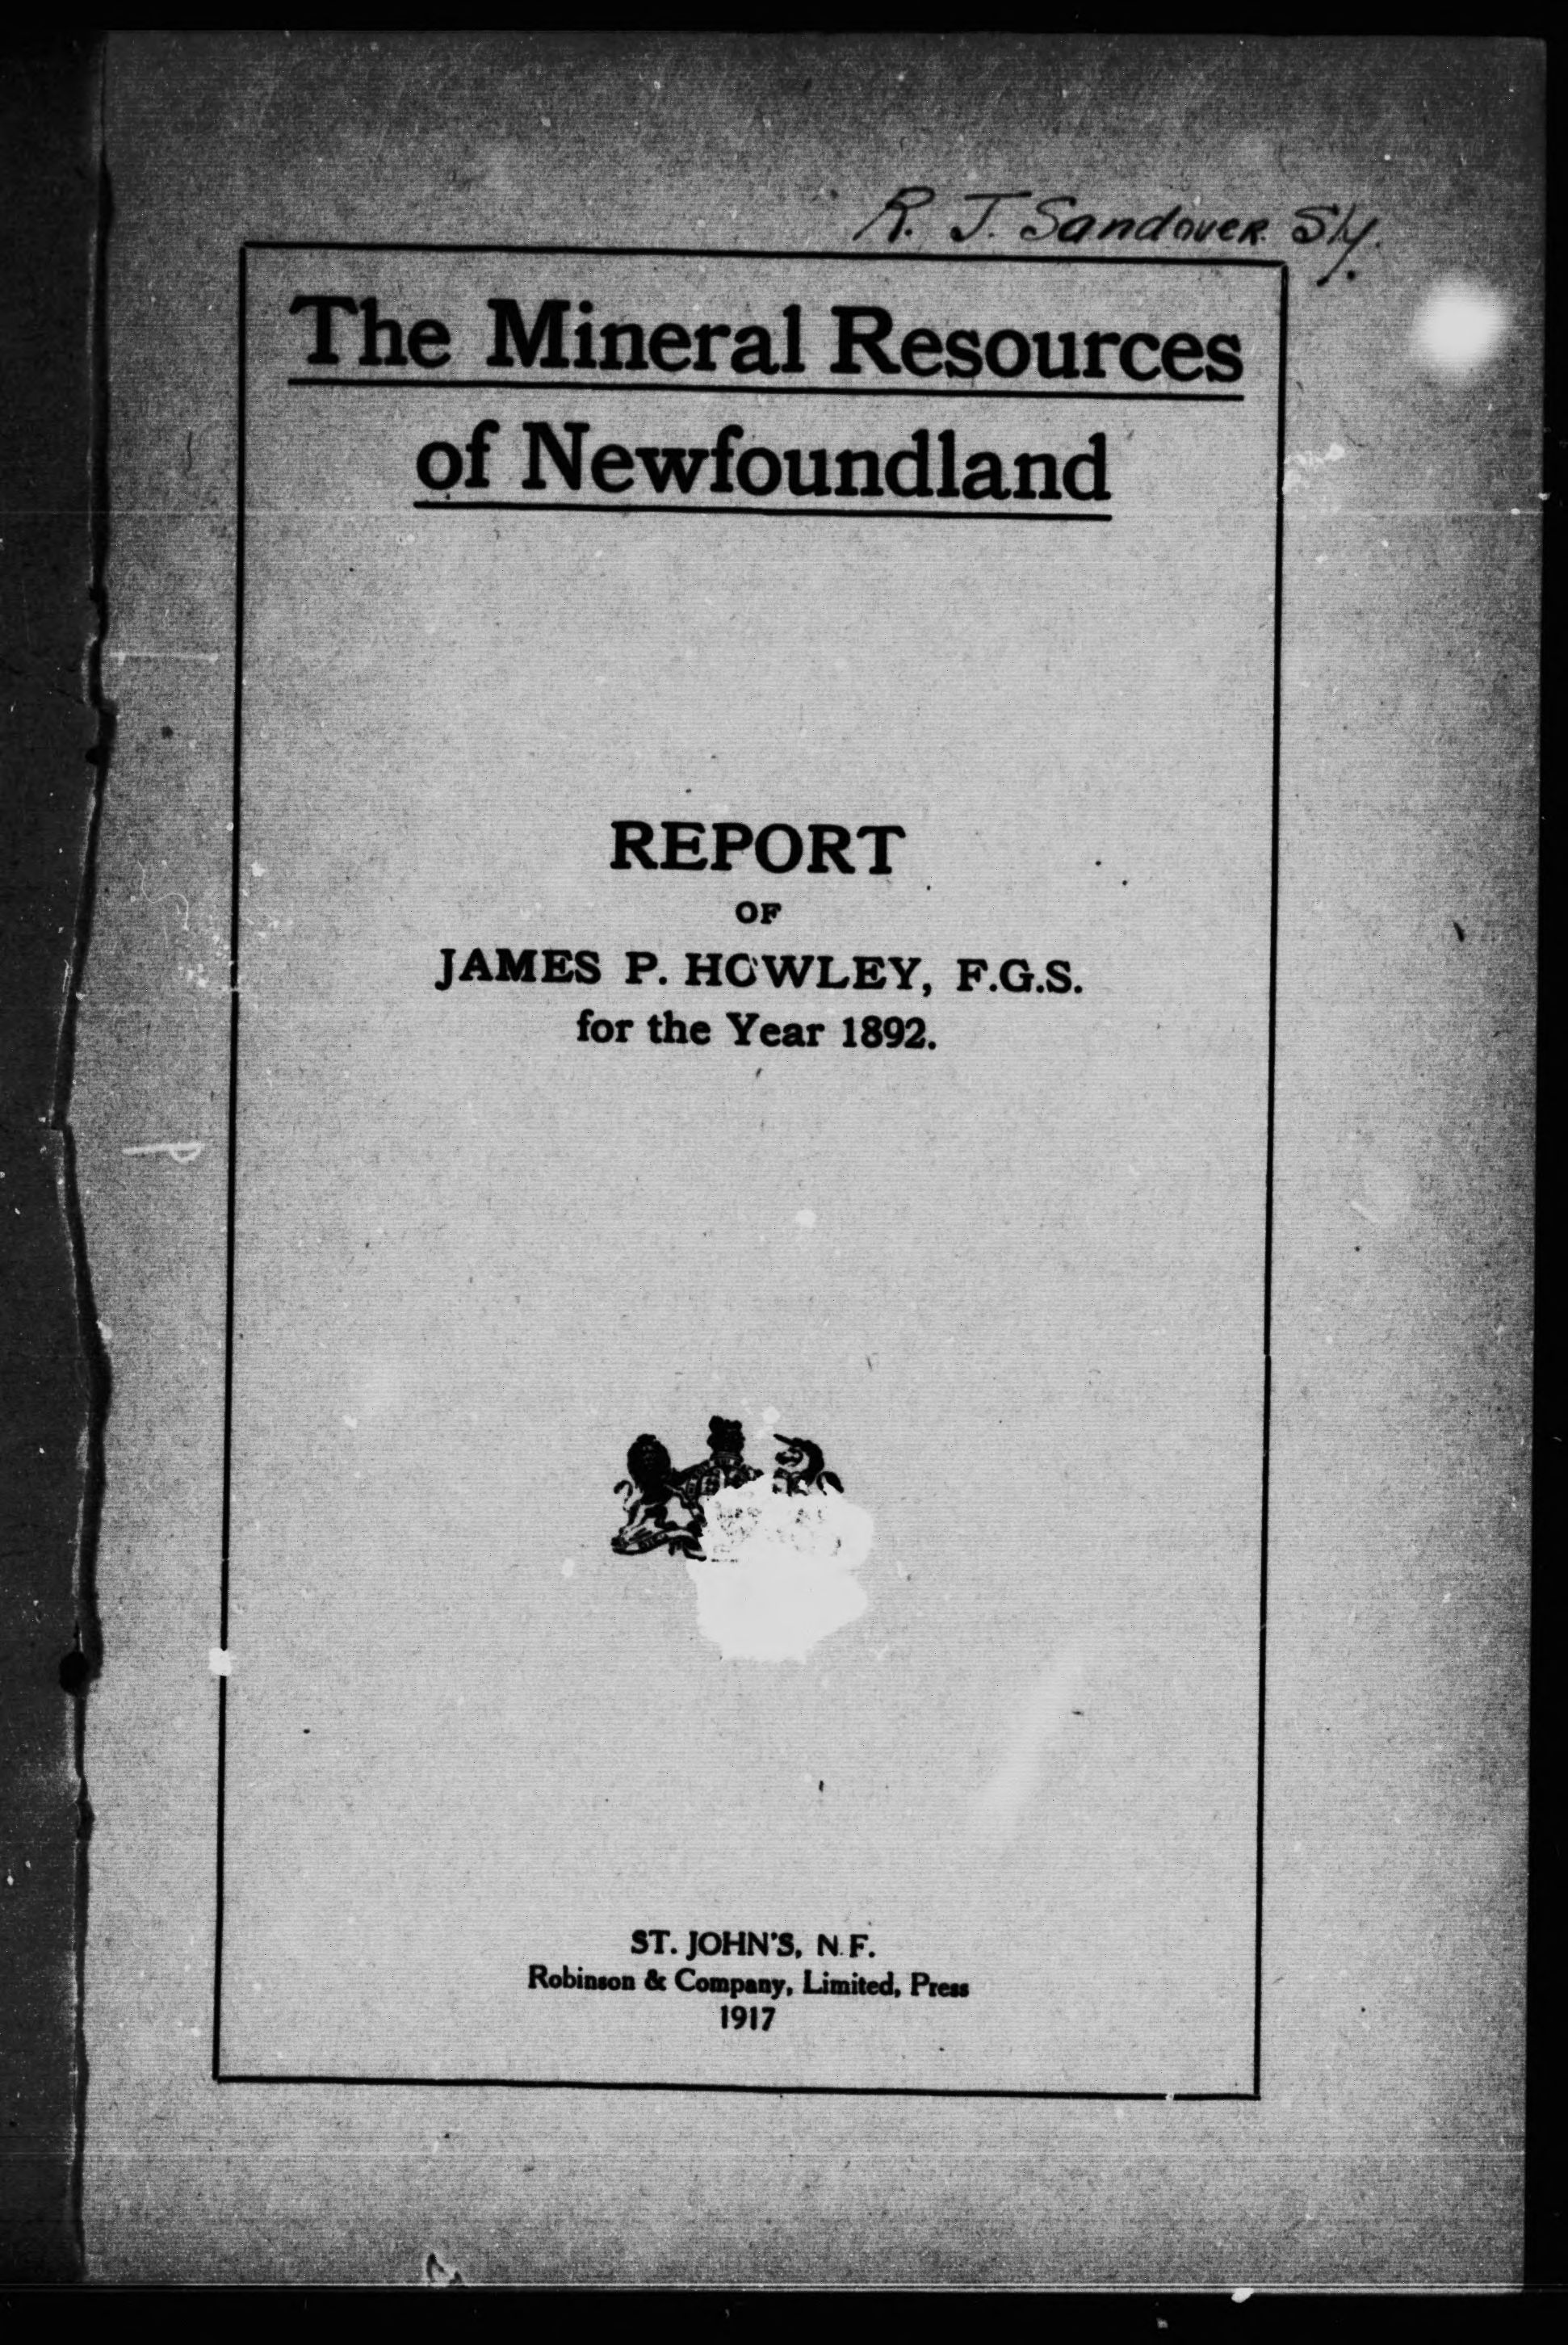 R. J. Sandover Sly.
The Mineral Resources
of Newfoundland
REPORT
OF
JAMES P. HOWLEY, F.G.S.
for the Year 1892.
ST. JOHN'S, N.F.
Robinson & Company, Limited, Press
1917